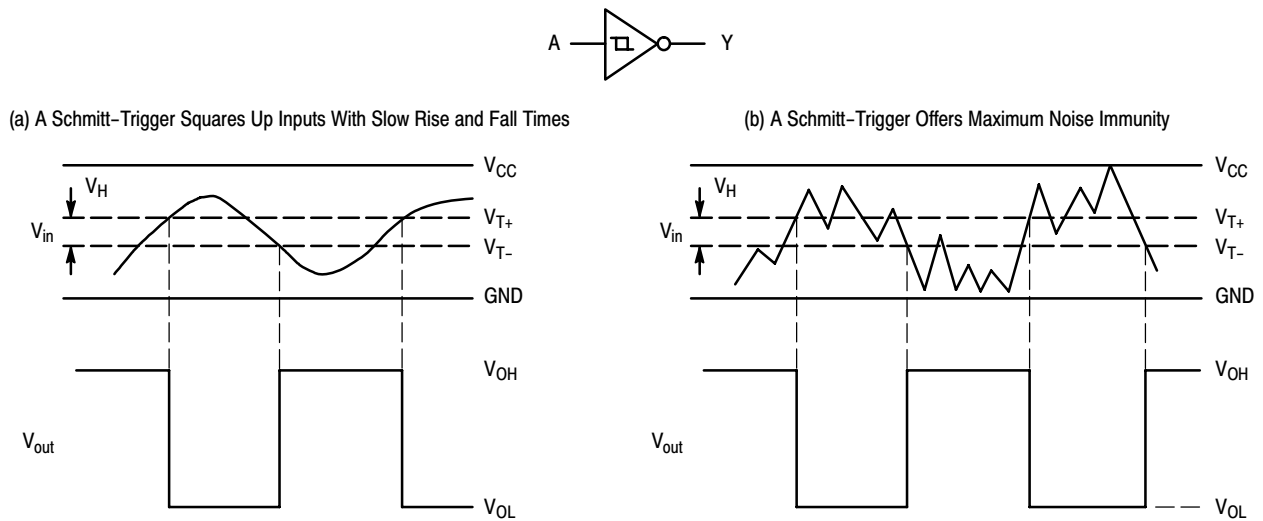 A
Y
(a) A Schmitt−Trigger Squares Up Inputs With Slow Rise and Fall Times
VCC
VH
VT+
Vin
VT−
GND
VOH
Vout
VOL
(b) A Schmitt−Trigger Offers Maximum Noise Immunity
VCC
VH
VT+
Vin
VT−
GND
VOH
Vout
VOL